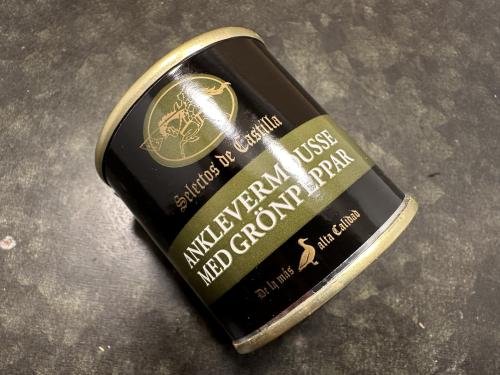 Selectos de Castilla
ANKLEVERMOUSSE
MED GRÖNPEPPAR
De la más alta Calidad